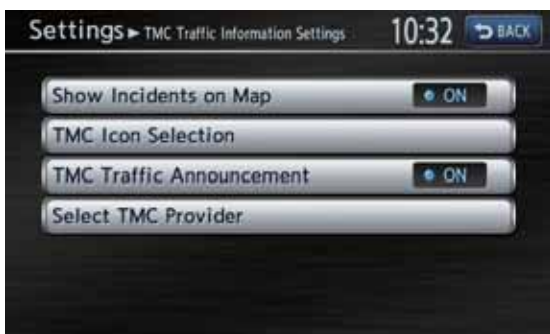 Settings ▶ TMC Traffic Information Settings 10:32 BACK
Show Incidents on Map ON
TMC Icon Selection
TMC Traffic Announcement ON
Select TMC Provider